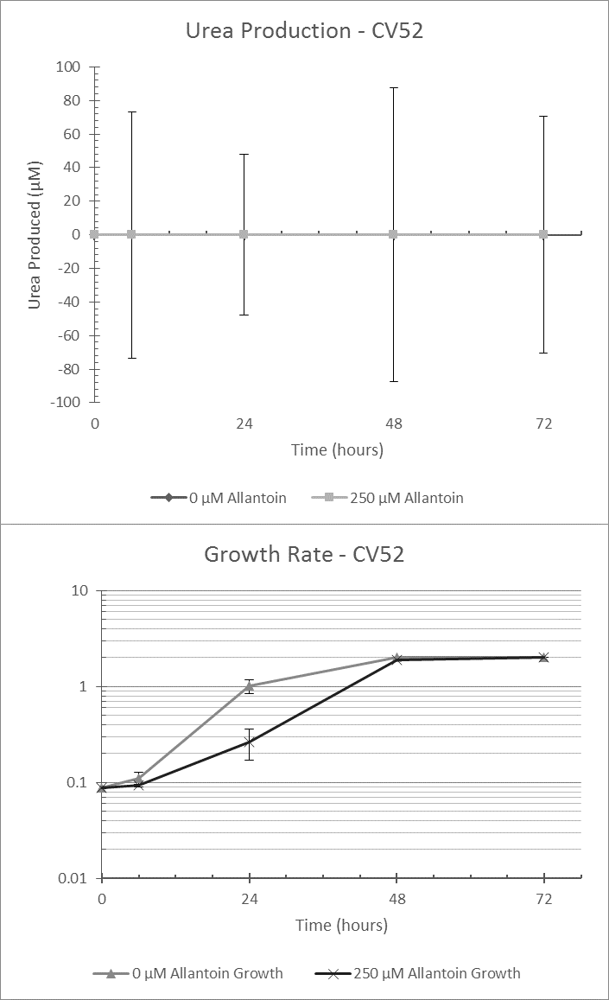 Urea Production - CV52
100
80
60
40
20
0
-20
-40
-60
-80
-100
Urea Produced (µM)
0 24 48 72
Time (hours)
0 µM Allantoin 250 µM Allantoin
Growth Rate - CV52
10
1
0.1
0.01
0 24 48 72
Time (hours)
0 µM Allantoin Growth 250 µM Allantoin Growth